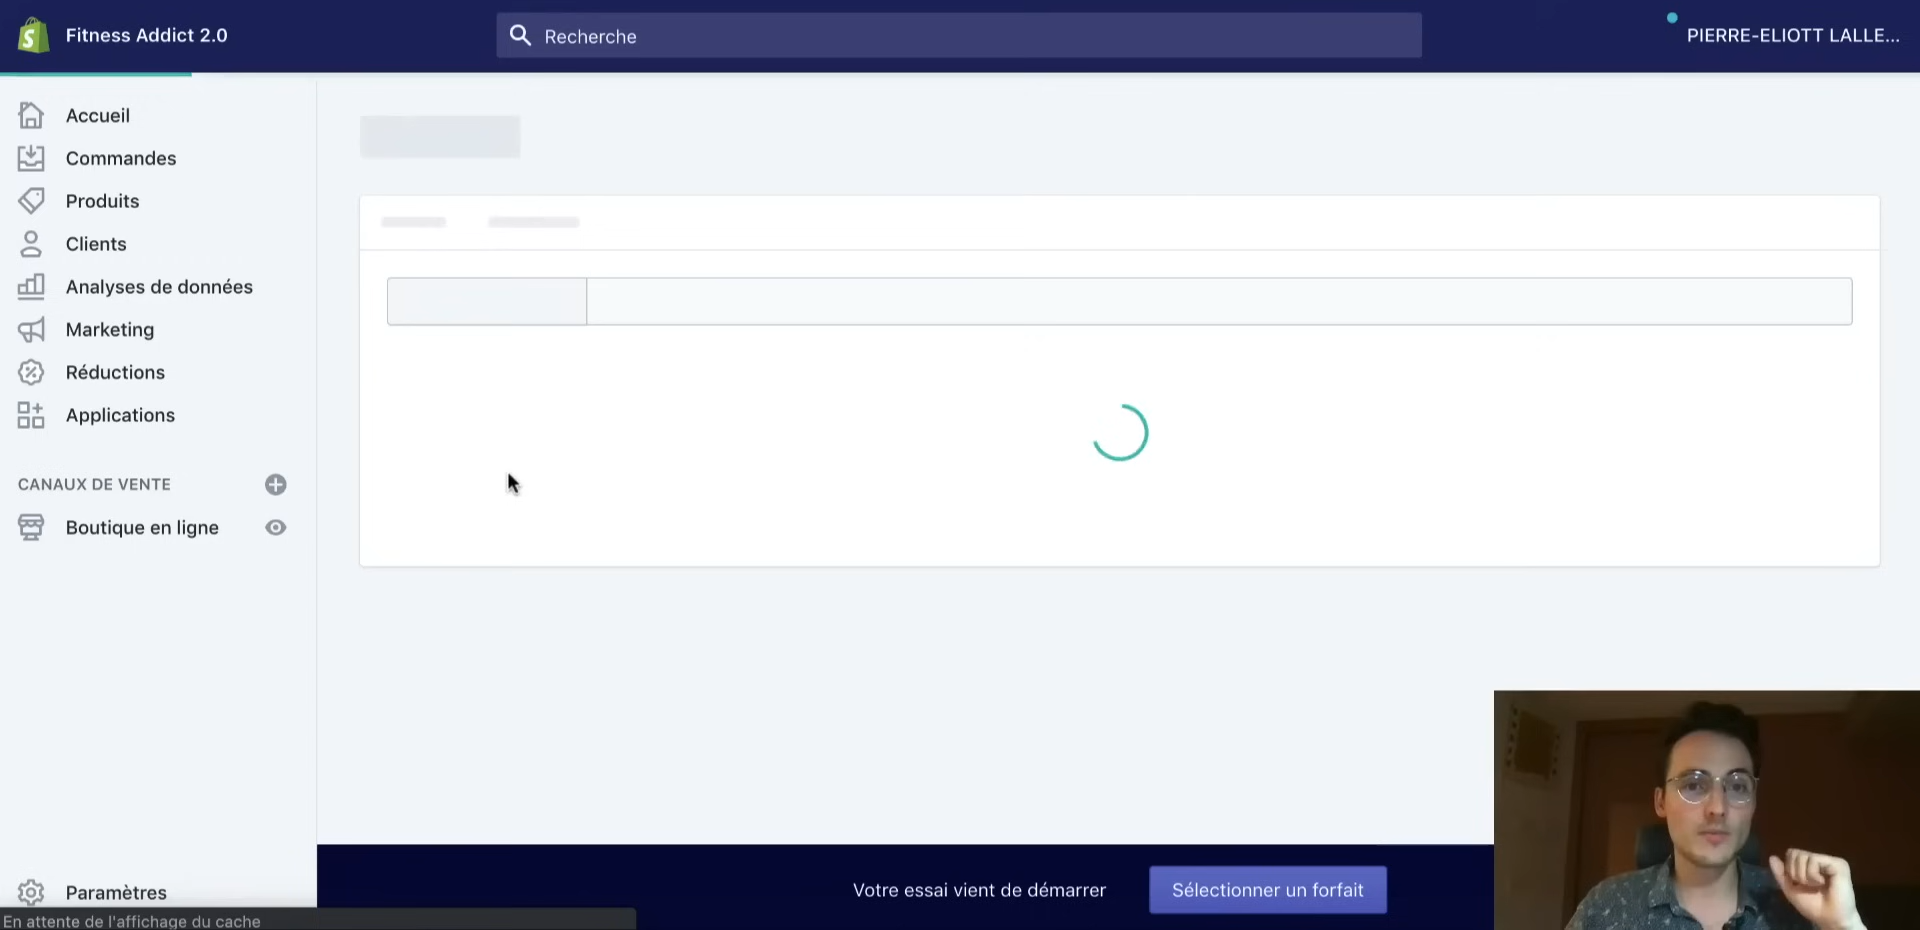 Fitness Addict 2.0
Recherche
PIERRE-ELIOTT LALLE...
Accueil
Commandes
Produits
Clients
Analyses de données
Marketing
Réductions
Applications
CANAUX DE VENTE
Boutique en ligne
Paramètres
Votre essai vient de démarrer
Sélectionner un forfait
En attente de l'affichage du cache